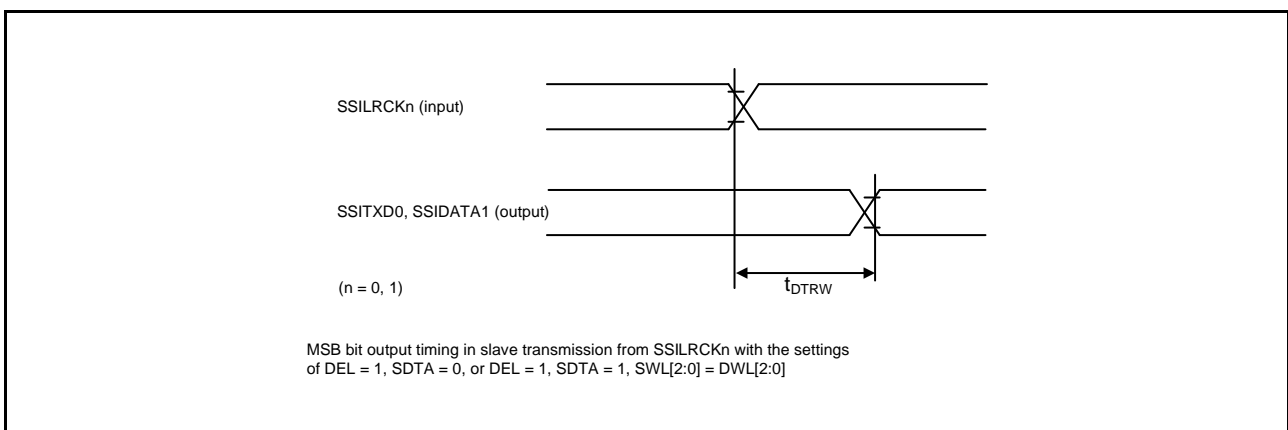 SSILRCKn (input)
SSITXD0, SSIDATA1 (output)
tDTRW
(n = 0, 1)
MSB bit output timing in slave transmission from SSILRCKn with the settings
of DEL = 1, SDTA = 0, or DEL = 1, SDTA = 1, SWL[2:0] = DWL[2:0]